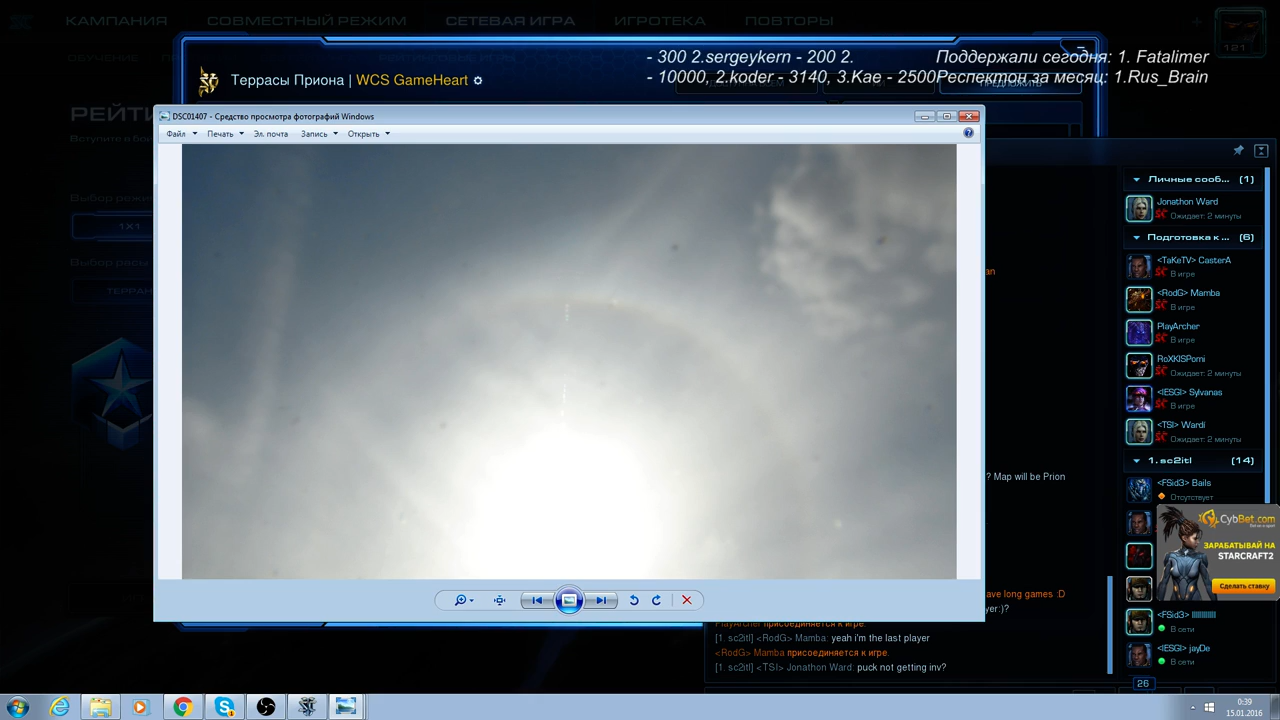 КАМПАНИЯ СОВМЕСТНЫЙ РЕЖИМ СЕТЕВАЯ ИГРА ИГРОТЕКА ПОВТОРЫ
121
- 300 2.sergeykern - 200 2. Поддержали сегодня: 1. Fatalimer
- 10000, 2.koder - 3140, 3.Kae - 2500 Респектон за месяц: 1.Rus_Brain
Террасы Приона | WCS GameHeart
ПРЕДЛОЖИТЬ
DSC01407 - Средство просмотра фотографий Windows
Файл Печать Эл. почта Запись Открыть
1X1
Личные сооб... (1)
Jonathon Ward
Ожидает: 2 минуты
Подготовка к ... (6)
<TaKeTV> CasterA
В игре
<RodG> Mamba
В игре
PlayArcher
В игре
RoXKISPomi
Ожидает: 2 минуты
<IESGI> Sylvanas
В игре
<TSI> Wardi
Ожидает: 2 минуты
1. sc2itl (14)
<FSid3> Bails
Отсутствует
an
? Map will be Prion
CybBet.com
ЗАРАБАТЫВАЙ НА
STARCRAFT2
Сделать ставку
ave long games :D
yer:)?
PlayArcher присоединяется к игре.
[1. sc2itl] <RodG> Mamba: yeah i'm the last player
<RodG> Mamba присоединяется к игре.
[1. sc2itl] <TSI> Jonathon Ward: puck not getting inv?
В сети
<IESGI> jayDe
В сети
26
0:39
15.01.2016